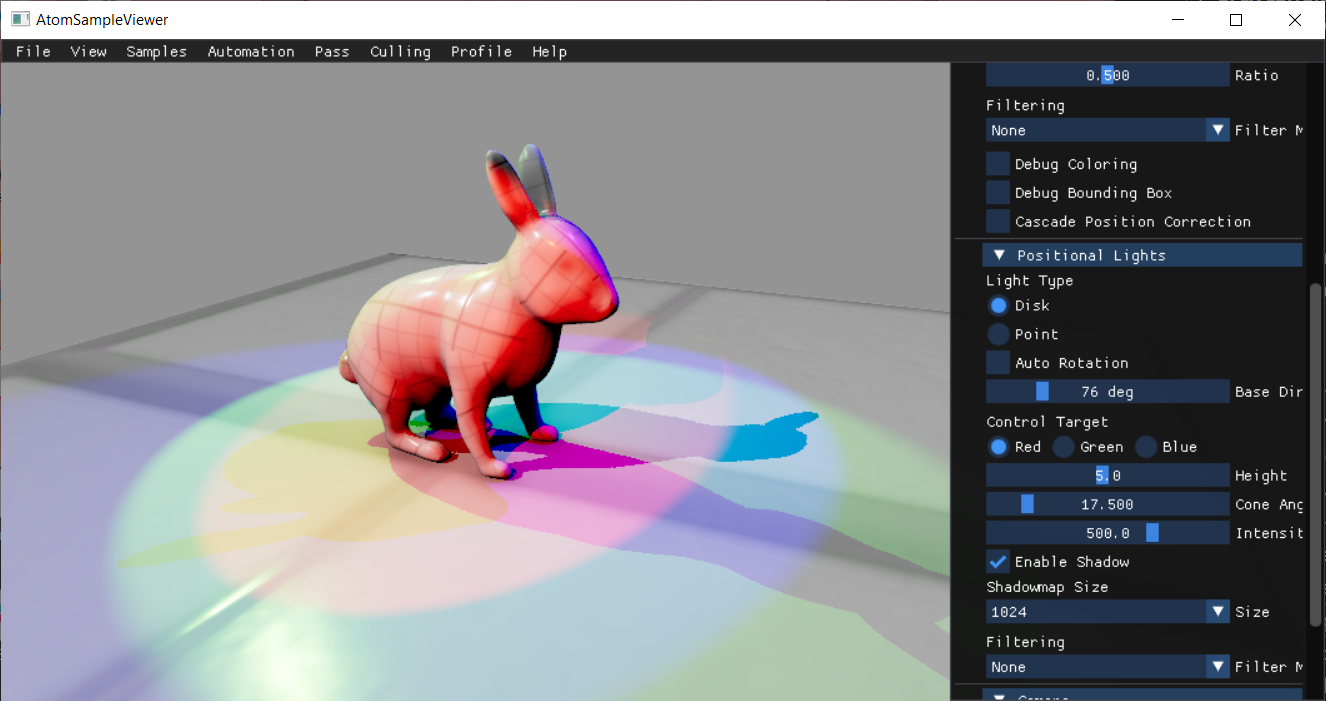 AtomSampleViewer
File View Samples Automation Pass Culling Profile Help
0.500 Ratio
Filtering
None Filter M
Debug Coloring
Debug Bounding Box
Cascade Position Correction
Positional Lights
Light Type
Disk
Point
Auto Rotation
76 deg Base Dir
Control Target
Red Green Blue
5.0 Height
17.500 Cone Ang
500.0 Intensit
Enable Shadow
Shadowmap Size
1024 Size
Filtering
None Filter M